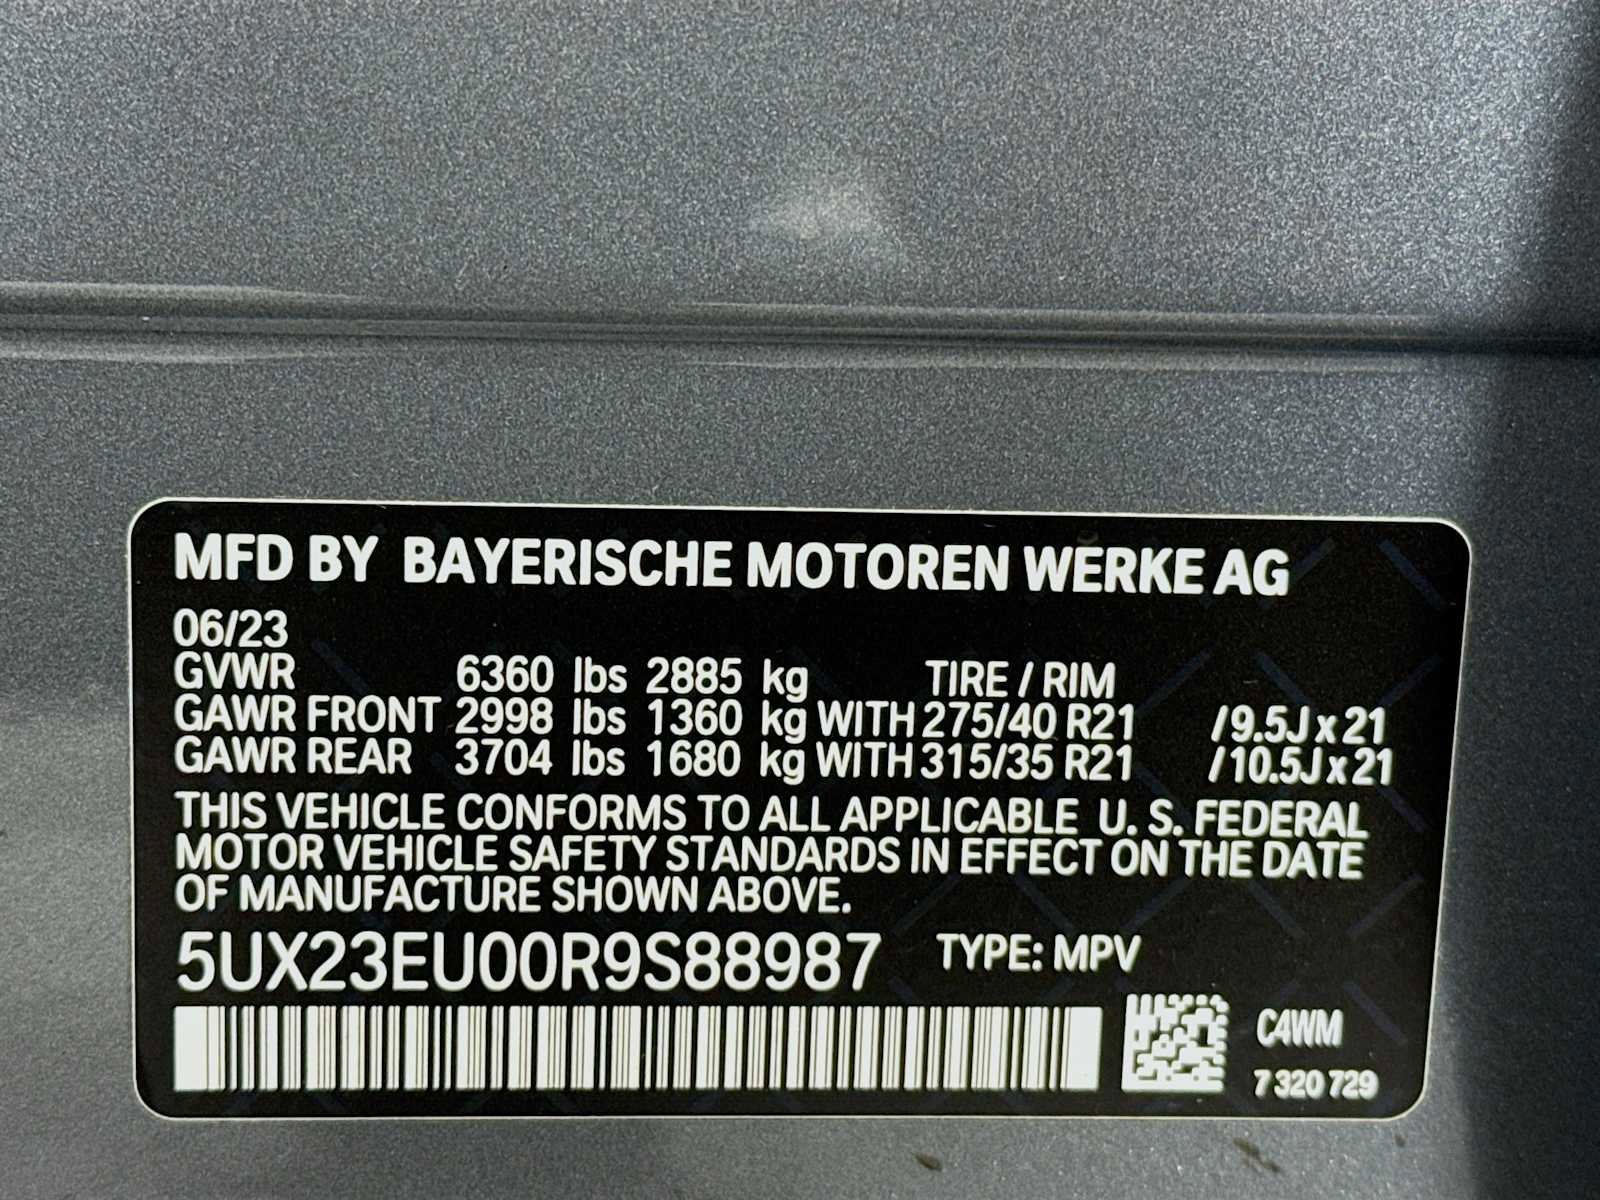 MFD BY BAYERISCHE MOTOREN WERKE AG
06/23
GVWR 6360 lbs 2885 kg TIRE / RIM
GAWR FRONT 2998 lbs 1360 kg WITH 275/40 R21 /9.5J x 21
GAWR REAR 3704 lbs 1680 kg WITH 315/35 R21 /10.5J x 21
THIS VEHICLE CONFORMS TO ALL APPLICABLE U. S. FEDERAL
MOTOR VEHICLE SAFETY STANDARDS IN EFFECT ON THE DATE
OF MANUFACTURE SHOWN ABOVE.
5UX23EU00R9S88987 TYPE: MPV
C4WM
7 320 729